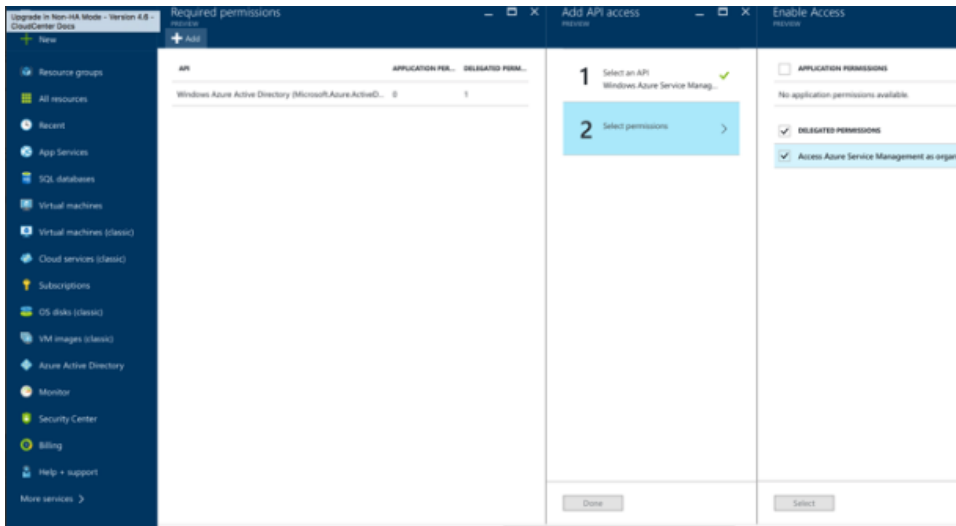 Upgrade in Non-HA Mode - Version 4.8 -
CloudCenter Docs
New
Resource groups
All resources
Recent
App Services
SQL databases
Virtual machines
Virtual machines (classic)
Cloud services (classic)
Subscriptions
OS disks (classic)
VM images (classic)
Azure Active Directory
Monitor
Security Center
Billing
Help + support
More services
Required permissions
PREVIEW
Add
API APPLICATION PER... DELEGATED PERM...
Windows Azure Active Directory (Microsoft.Azure.ActiveD... 0 1
Add API access
PREVIEW
1 Select an API
Windows Azure Service Manag...
2 Select permissions
Done
Enable Access
PREVIEW
APPLICATION PERMISSIONS
No application permissions available.
DELEGATED PERMISSIONS
Access Azure Service Management as organ
Select